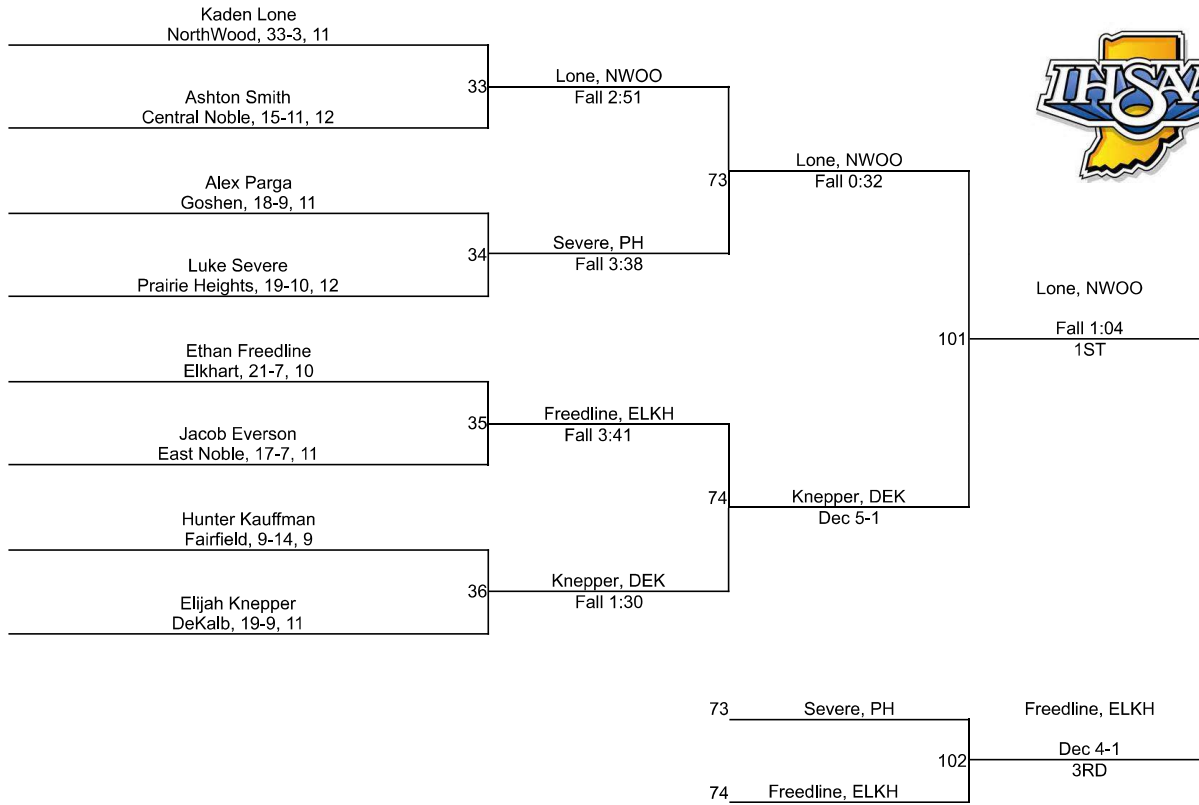 Kaden Lone
NorthWood, 33-3, 11
33
Ashton Smith
Central Noble, 15-11, 12
Lone, NWOO
Fall 2:51
73
Alex Parga
Goshen, 18-9, 11
34
Luke Severe
Prairie Heights, 19-10, 12
Severe, PH
Fall 3:38
Lone, NWOO
Fall 0:32
101
Ethan Freedline
Elkhart, 21-7, 10
35
Jacob Everson
East Noble, 17-7, 11
Freedline, ELKH
Fall 3:41
74
Hunter Kauffman
Fairfield, 9-14, 9
36
Elijah Knepper
DeKalb, 19-9, 11
Knepper, DEK
Fall 1:30
Knepper, DEK
Dec 5-1
Lone, NWOO
Fall 1:04
1ST
73
Severe, PH
102
74
Freedline, ELKH
Freedline, ELKH
Dec 4-1
3RD
IHSAA